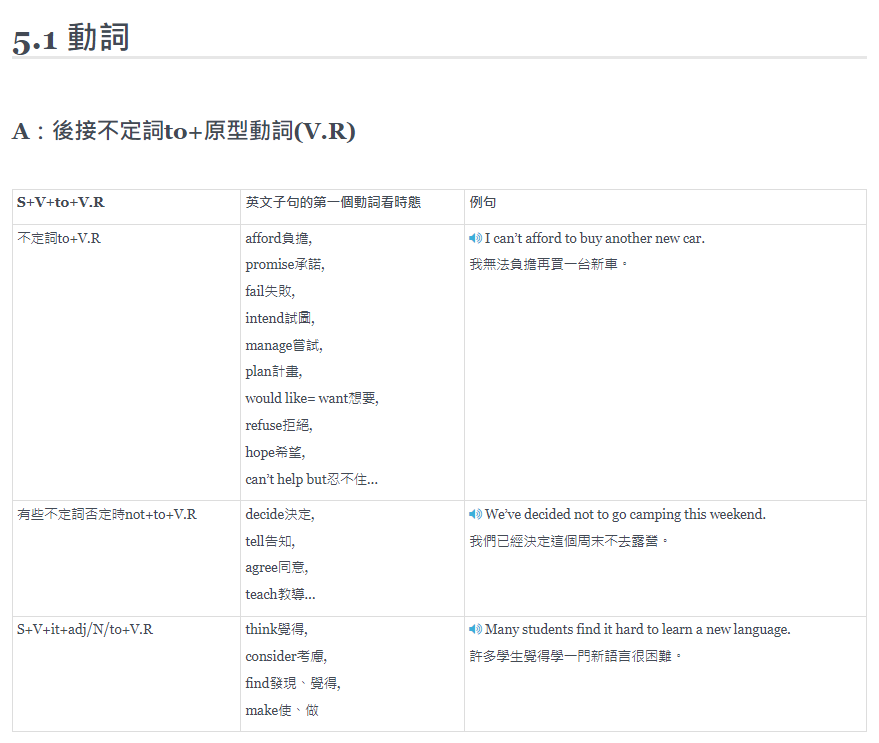 5.1 動詞
A：後接不定詞to+原型動詞(V.R)
S+V+to+V.R
英文子句的第一個動詞看時態
例句
不定詞to+V.R
afford負擔,
promise承諾,
fail失敗,
intend試圖,
manage嘗試,
plan計畫,
would like= want想要,
refuse拒絕,
hope希望,
can’t help but忍不住…
I can’t afford to buy another new car.
我無法負擔再買一台新車。
有些不定詞否定時not+to+V.R
decide決定,
tell告知,
agree同意,
teach教導…
We’ve decided not to go camping this weekend.
我們已經決定這個周末不去露營。
S+V+it+adj/N/to+V.R
think覺得,
consider考慮,
find發現、覺得,
make使、做
Many students find it hard to learn a new language.
許多學生覺得學一門新語言很困難。